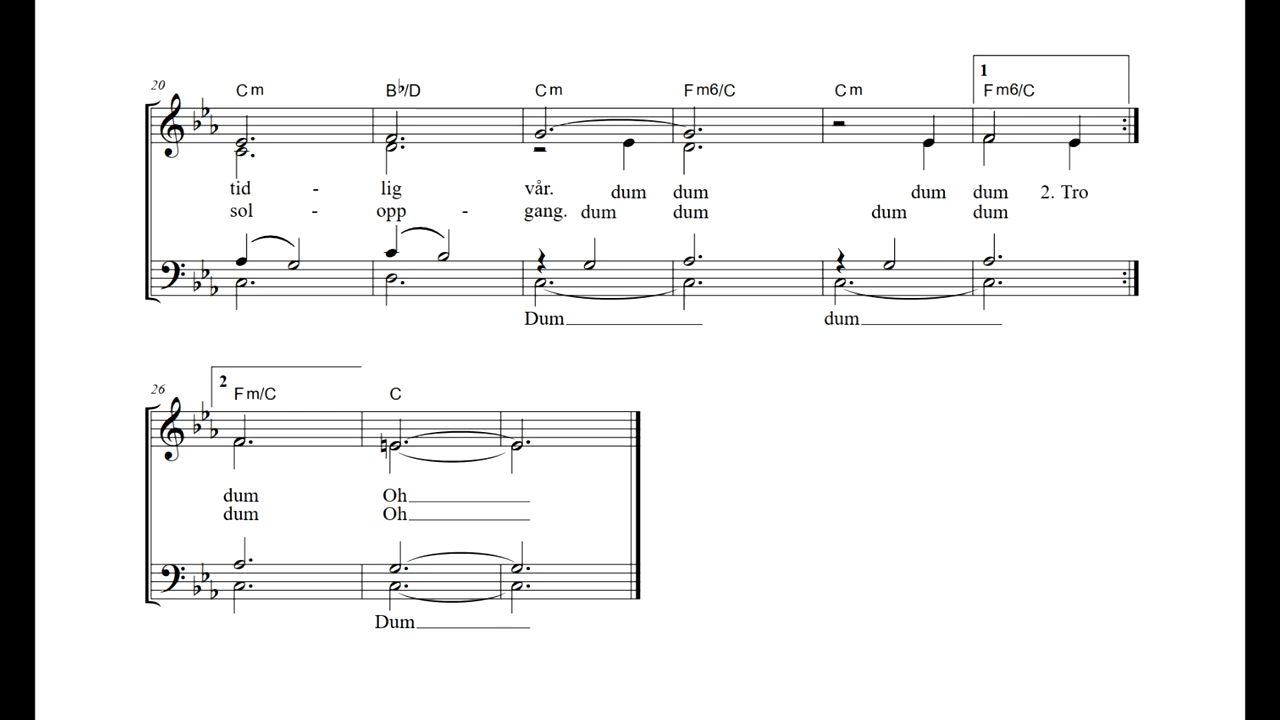 1
20 Cm B♭/D Cm Fm6/C Cm Fm6/C
tid - lig vår. dum dum dum dum 2. Tro
sol - opp - gang. dum dum dum dum
Dum dum
2
26 Fm/C C
dum Oh
dum Oh
Dum